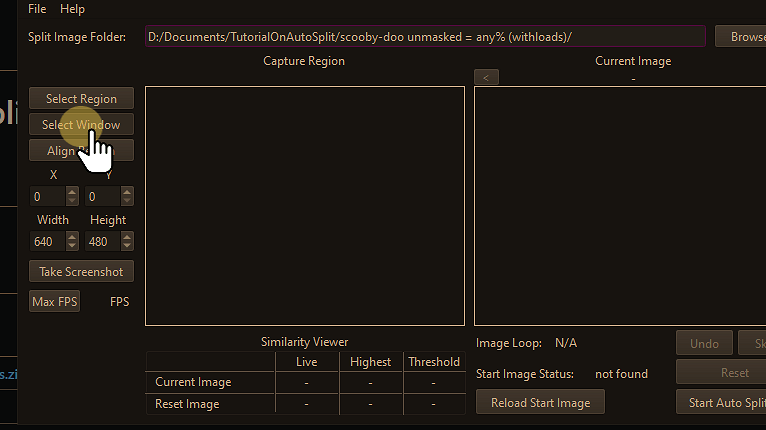 File Help
Split Image Folder: D:/Documents/TutorialOnAutoSplit/scooby-doo unmasked = any% (withloads)/ Browse
Capture Region Current Image
< -
Select Region
Select Window
Align
X Y
0 0
Width Height
640 480
Take Screenshot
Max FPS FPS
Similarity Viewer
Live Highest Threshold
Current Image - - -
Reset Image - - -
Image Loop: N/A Undo Sk
Start Image Status: not found Reset
Reload Start Image Start Auto Split
s.zi